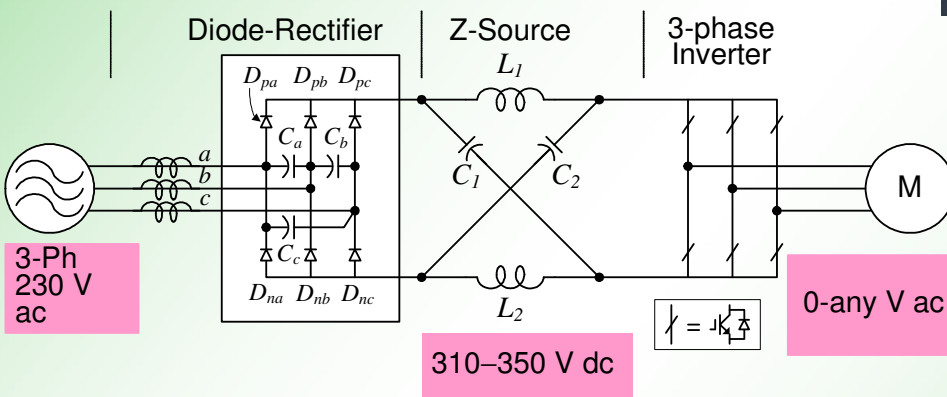 Diode-Rectifier
Z-Source
3-phase
Inverter
L1
Dpa Dpb Dpc
Ca Cb
a
b
c
C1 C2
M
Cc
3-Ph
230 V
ac
Dna Dnb Dnc
L2
=
0-any V ac
310–350 V dc